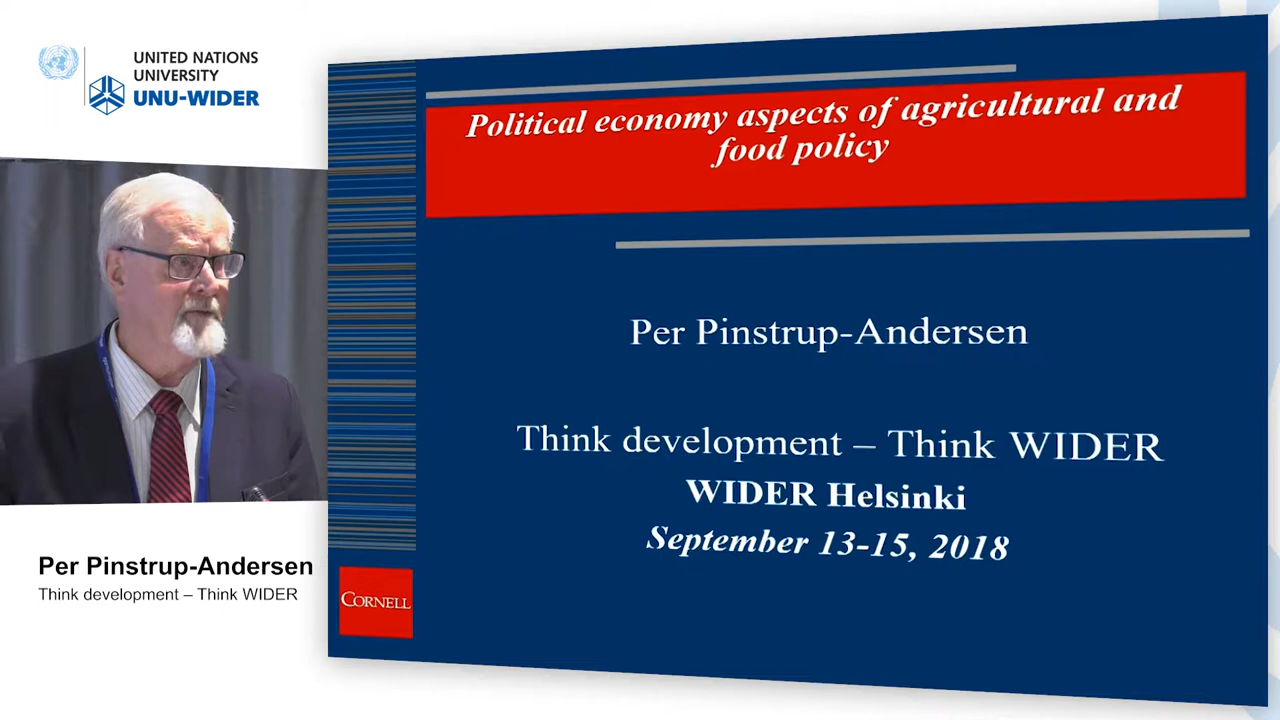 UNITED NATIONS
UNIVERSITY
UNU-WIDER
Political economy aspects of agricultural and
food policy
Per Pinstrup-Andersen
Think development – Think WIDER
WIDER Helsinki
September 13-15, 2018
CORNELL
Per Pinstrup-Andersen
Think development – Think WIDER